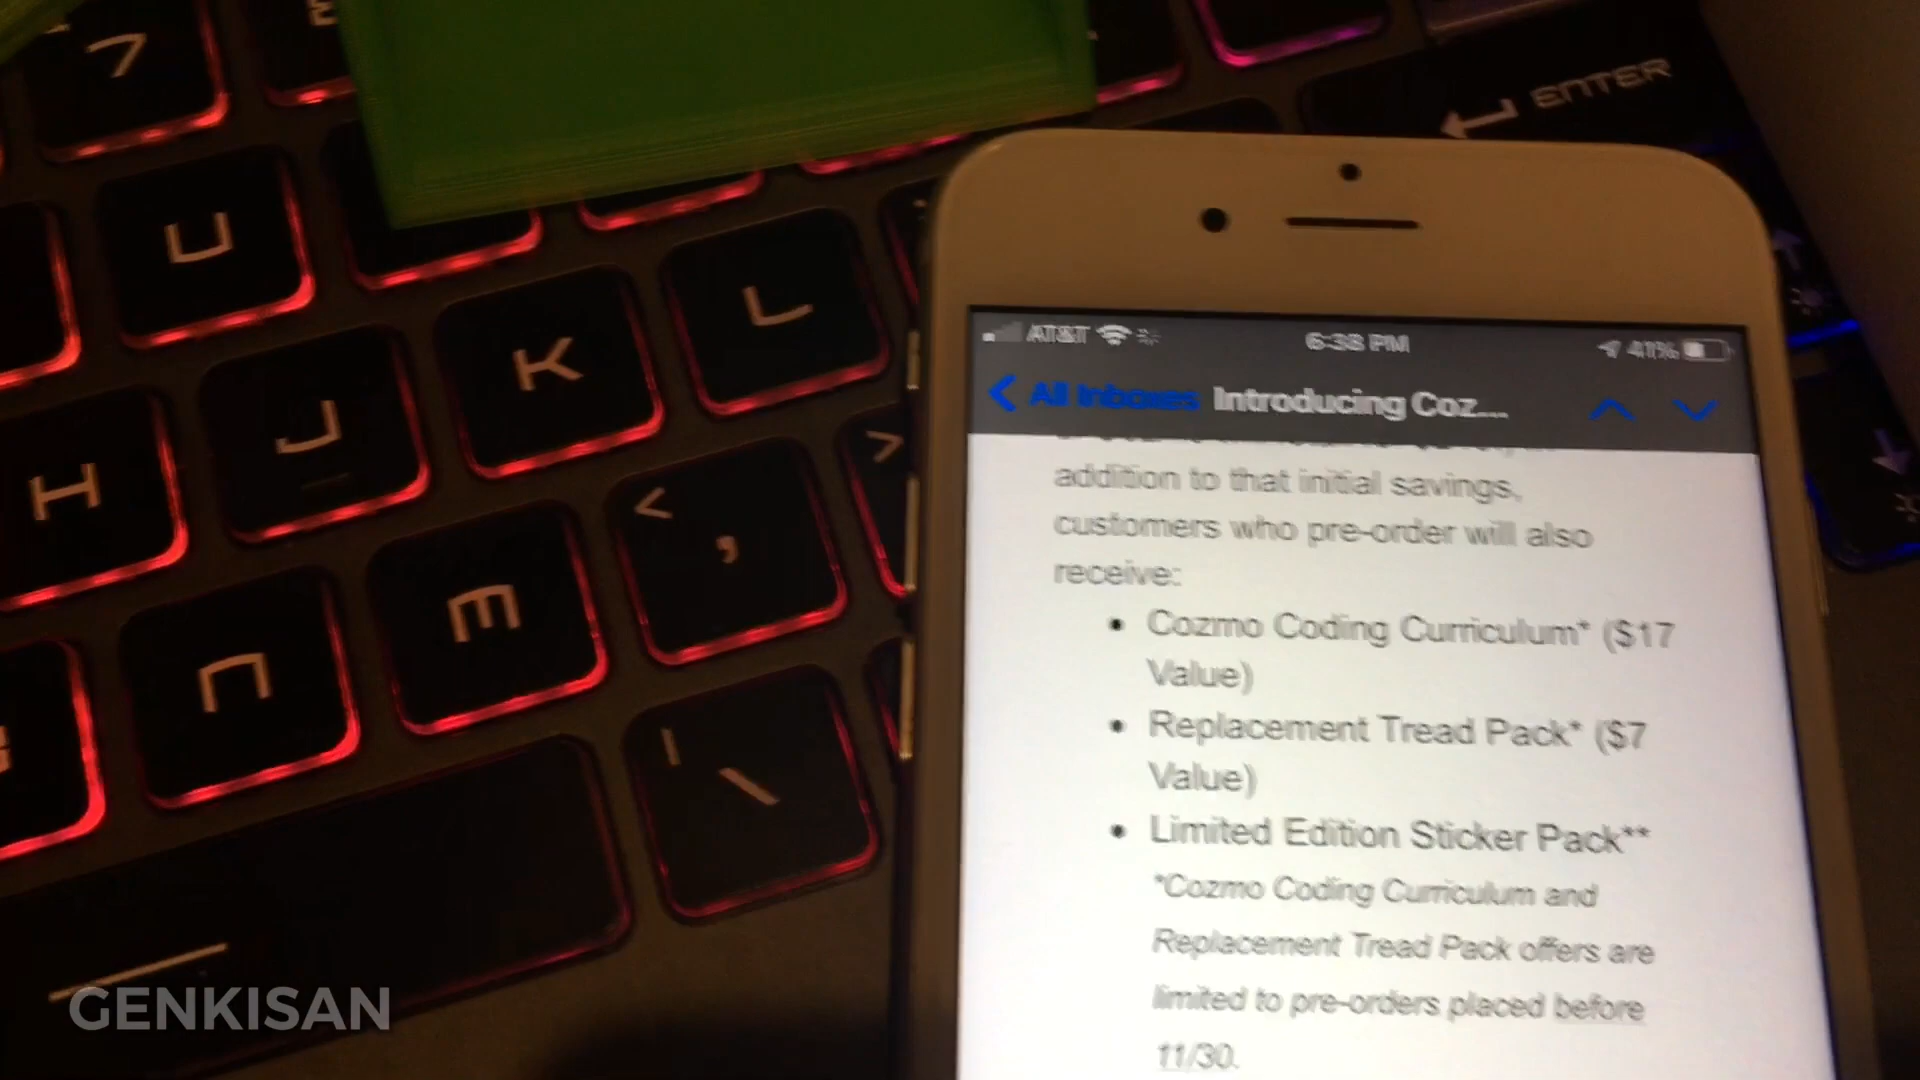 7
ENTER
U
K
L
H
J
>
N
M
<
,
\
AT&T 6:38 PM 41%
All Inboxes Introducing Coz...
addition to that initial savings,
customers who pre-order will also
receive:
• Cozmo Coding Curriculum* ($17
Value)
• Replacement Tread Pack* ($7
Value)
• Limited Edition Sticker Pack**
*Cozmo Coding Curriculum and
Replacement Tread Pack offers are
limited to pre-orders placed before
11/30.
GENKISAN